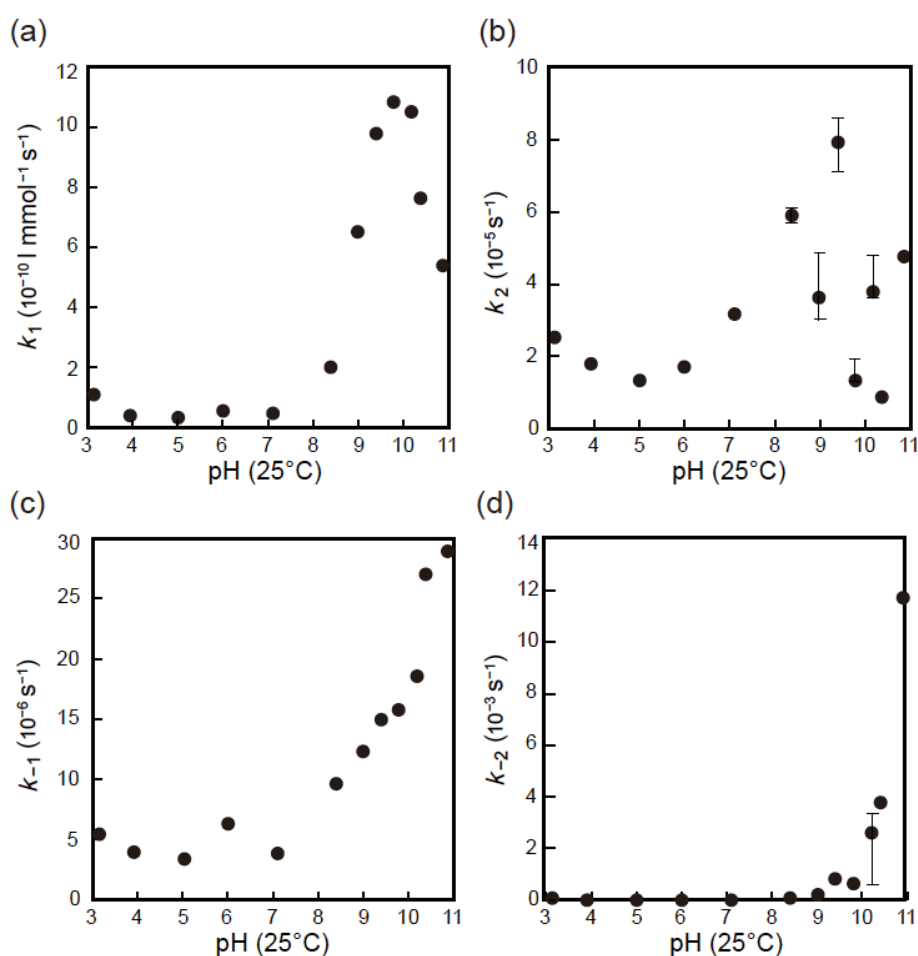 (a)
12
10
8
6
4
2
0
k₁ (10⁻¹⁰ l mmol⁻¹ s⁻¹)
3 4 5 6 7 8 9 10 11
pH (25°C)
(b)
10
8
6
4
2
0
k₂ (10⁻⁵ s⁻¹)
3 4 5 6 7 8 9 10 11
pH (25°C)
(c)
30
25
20
15
10
5
0
k₋₁ (10⁻⁶ s⁻¹)
3 4 5 6 7 8 9 10 11
pH (25°C)
(d)
14
12
10
8
6
4
2
0
k₋₂ (10⁻³ s⁻¹)
3 4 5 6 7 8 9 10 11
pH (25°C)